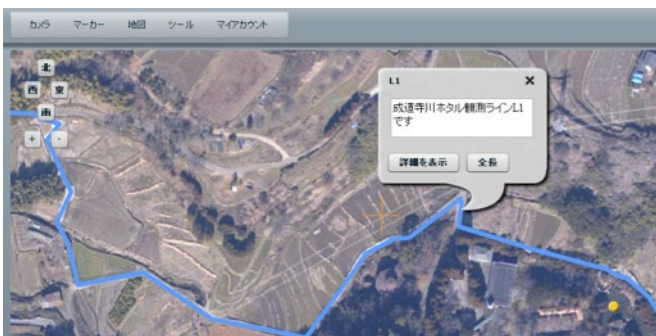 カメラ マーカー 地図 ツール マイアカウント
北
西 東
南
+ -
L1
成道寺川ホタル観測ラインL1
です
詳細を表示 全長